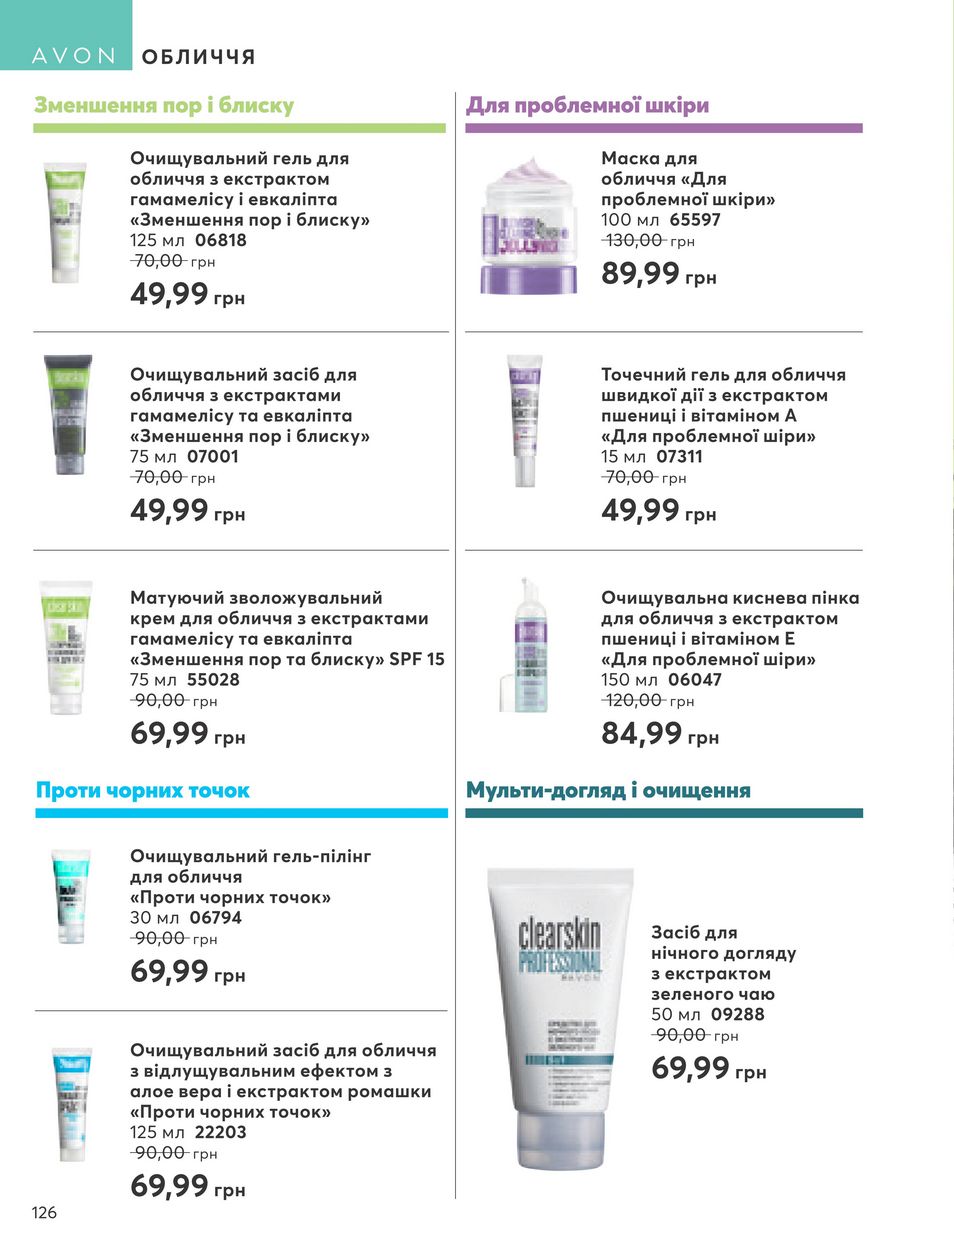 AVON ОБЛИЧЧЯ
Зменшення пор і блиску
Очищувальний гель для
обличчя з екстрактом
гамамелісу і евкаліпта
«Зменшення пор і блиску»
125 мл 06818
70,00 грн
49,99 грн
Очищувальний засіб для
обличчя з екстрактами
гамамелісу та евкаліпта
«Зменшення пор і блиску»
75 мл 07001
70,00 грн
49,99 грн
Матуючий зволожувальний
крем для обличчя з екстрактами
гамамелісу та евкаліпта
«Зменшення пор та блиску» SPF 15
75 мл 55028
90,00 грн
69,99 грн
Проти чорних точок
Очищувальний гель-пілінг
для обличчя
«Проти чорних точок»
30 мл 06794
90,00 грн
69,99 грн
Очищувальний засіб для обличчя
з відлущувальним ефектом з
алое вера і екстрактом ромашки
«Проти чорних точок»
125 мл 22203
90,00 грн
69,99 грн
126
Для проблемної шкіри
Маска для
обличчя «Для
проблемної шкіри»
100 мл 65597
130,00 грн
89,99 грн
Точечний гель для обличчя
швидкої дії з екстрактом
пшениці і вітаміном А
«Для проблемної шіри»
15 мл 07311
70,00 грн
49,99 грн
Очищувальна киснева пінка
для обличчя з екстрактом
пшениці і вітаміном Е
«Для проблемної шіри»
150 мл 06047
120,00 грн
84,99 грн
Мульти-догляд і очищення
clearskin
PROFESSIONAL
AVON
Засіб для
нічного догляду
з екстрактом
зеленого чаю
50 мл 09288
90,00 грн
69,99 грн